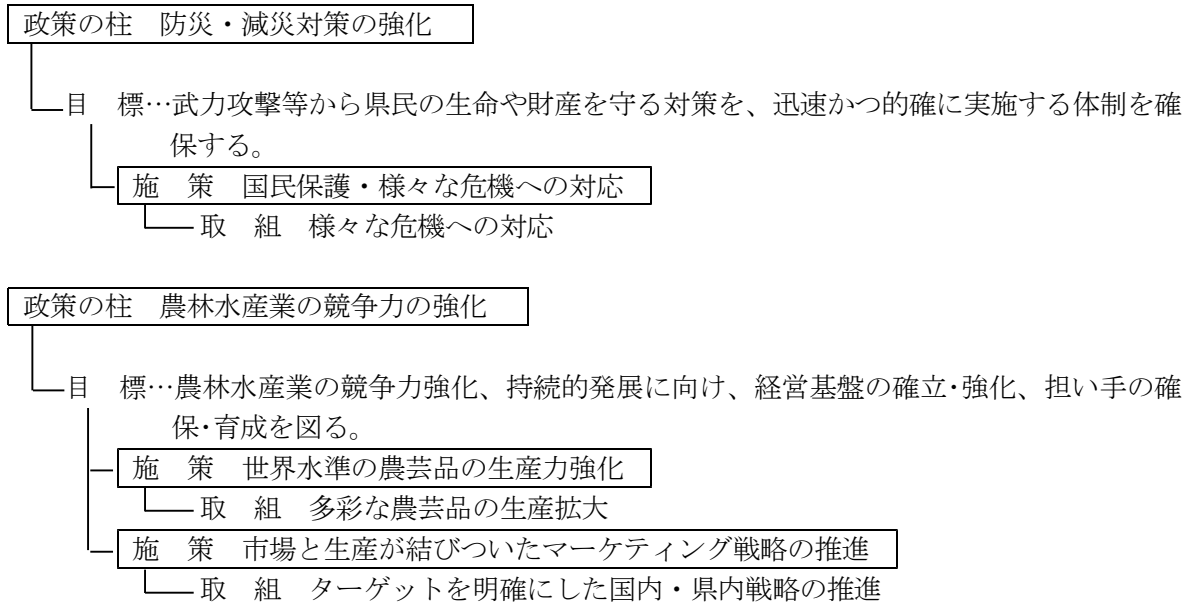 政策の柱　防災・減災対策の強化
目　標…武力攻撃等から県民の生命や財産を守る対策を、迅速かつ的確に実施する体制を確
保する。
施　策　国民保護・様々な危機への対応
取　組　様々な危機への対応
政策の柱　農林水産業の競争力の強化
目　標…農林水産業の競争力強化、持続的発展に向け、経営基盤の確立・強化、担い手の確
保・育成を図る。
施　策　世界水準の農芸品の生産力強化
取　組　多彩な農芸品の生産拡大
施　策　市場と生産が結びついたマーケティング戦略の推進
取　組　ターゲットを明確にした国内・県内戦略の推進